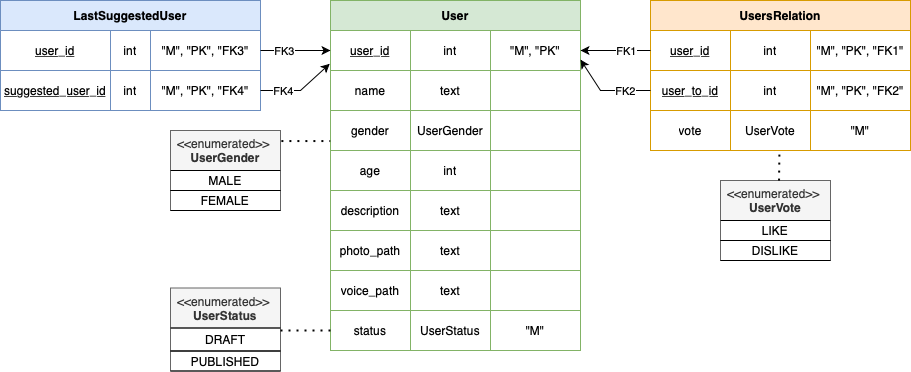 LastSuggestedUser
user_id int "M", "PK", "FK3"
suggested_user_id int "M", "PK", "FK4"
FK3
FK4
User
user_id int "M", "PK"
name text
gender UserGender
age int
description text
photo_path text
voice_path text
status UserStatus "M"
UsersRelation
user_id int "M", "PK", "FK1"
user_to_id int "M", "PK", "FK2"
vote UserVote "M"
FK1
FK2
<<enumerated>>
UserGender
MALE
FEMALE
<<enumerated>>
UserVote
LIKE
DISLIKE
<<enumerated>>
UserStatus
DRAFT
PUBLISHED